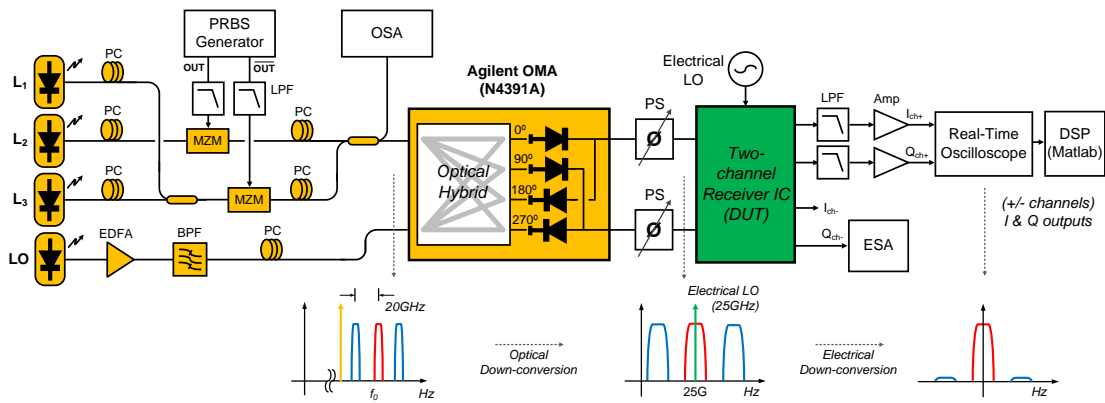 PRBS
Generator
OSA
Electrical
LO
PC
OUT
OUT
LPF
L1
PC
Agilent OMA
(N4391A)
PS
LPF
Amp
Ich+
PC
PC
L2
MZM
Optical
Hybrid
0º
90º
180º
270º
Ø
Two-
channel
Receiver IC
(DUT)
Qch+
Real-Time
Oscilloscope
DSP
(Matlab)
PC
PC
L3
MZM
PS
Ø
Ich-
Qch-
ESA
(+/- channels)
I & Q outputs
LO
EDFA
BPF
PC
20GHz
f0
Hz
Optical
Down-conversion
Electrical LO
(25GHz)
25G
Hz
Electrical
Down-conversion
Hz